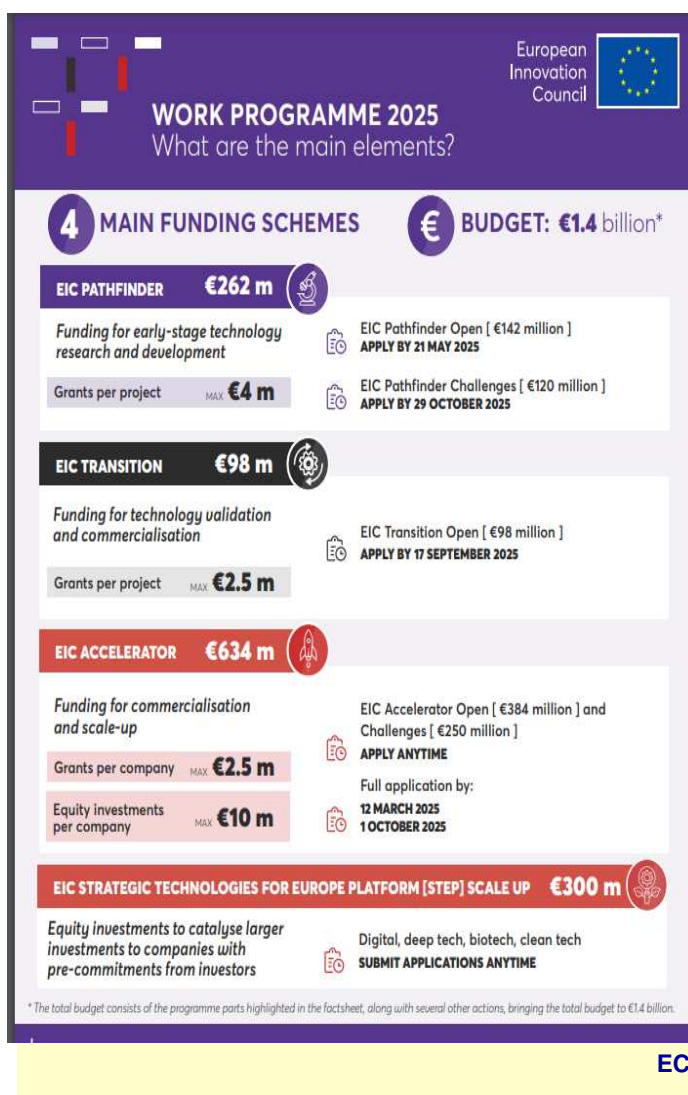 European
Innovation
Council
WORK PROGRAMME 2025
What are the main elements?
4 MAIN FUNDING SCHEMES
€ BUDGET: €1.4 billion*
EIC PATHFINDER €262 m
Funding for early-stage technology
research and development
Grants per project MAX €4 m
EIC Pathfinder Open [ €142 million ]
APPLY BY 21 MAY 2025
EIC Pathfinder Challenges [ €120 million ]
APPLY BY 29 OCTOBER 2025
EIC TRANSITION €98 m
Funding for technology validation
and commercialisation
Grants per project MAX €2.5 m
EIC Transition Open [ €98 million ]
APPLY BY 17 SEPTEMBER 2025
EIC ACCELERATOR €634 m
Funding for commercialisation
and scale-up
Grants per company MAX €2.5 m
Equity investments
per company MAX €10 m
EIC Accelerator Open [ €384 million ] and
Challenges [ €250 million ]
APPLY ANYTIME
Full application by:
12 MARCH 2025
1 OCTOBER 2025
EIC STRATEGIC TECHNOLOGIES FOR EUROPE PLATFORM [STEP] SCALE UP €300 m
Equity investments to catalyse larger
investments to companies with
pre-commitments from investors
Digital, deep tech, biotech, clean tech
SUBMIT APPLICATIONS ANYTIME
* The total budget consists of the programme parts highlighted in the factsheet, along with several other actions, bringing the total budget to €1.4 billion.
EC